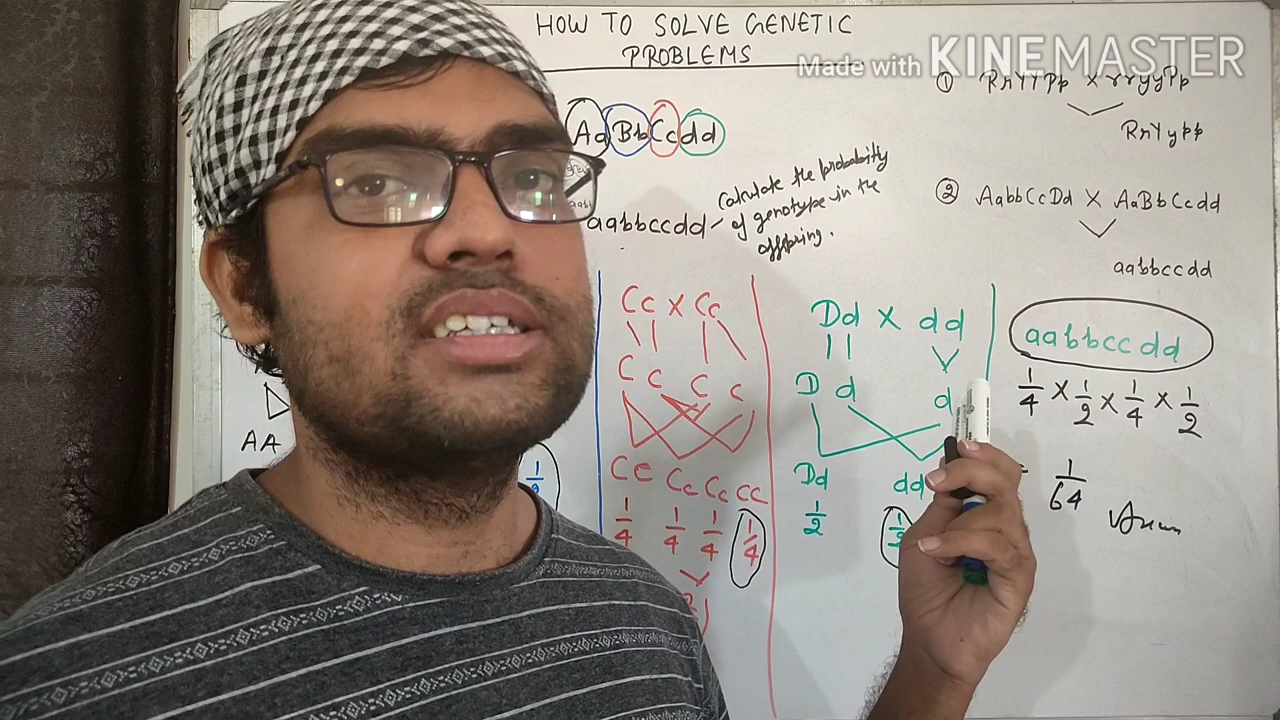 HOW TO SOLVE GENETIC
PROBLEMS
Made with KINEMASTER
① RrYYPp X rryyPp
RrYypp
AaBbCcdd
aabbccdd
Calculate the probability
of genotype in the
offspring.
② AabbCcDd X AaBbCcdd
aabbccdd
AA
1/2
Cc X Cc
C c C c
CC Cc Cc cc
1/4 1/4 1/4 1/4
Dd X dd
D d d
Dd dd
1/2 1/2
aabbccdd
1/4 X 1/2 X 1/4 X 1/2
= 1/64